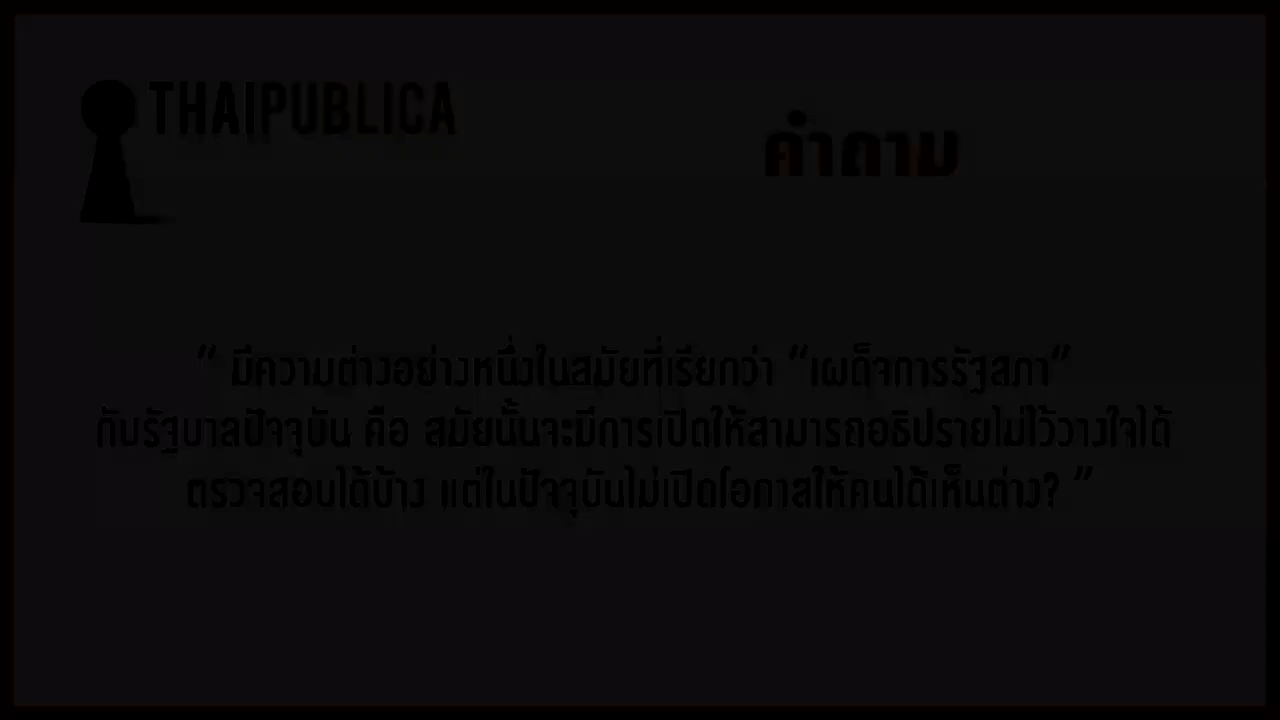 THAIPUBLICA
คำถาม
“ มีความต่างอย่างหนึ่งในสมัยที่เรียกว่า “เผด็จการรัฐสภา”
กับรัฐบาลปัจจุบัน คือ สมัยนั้นจะมีการเปิดให้สามารถอธิปรายไม่ไว้วางใจได้
ตรวจสอบได้บ้าง แต่ในปัจจุบันไม่เปิดโอกาสให้คนได้เห็นต่าง? ”